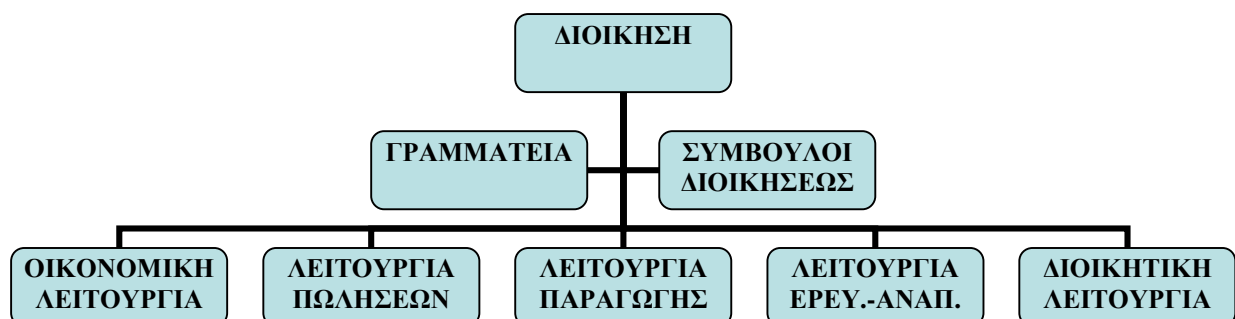 ΔΙΟΙΚΗΣΗ
ΓΡΑΜΜΑΤΕΙΑ
ΣΥΜΒΟΥΛΟΙ
ΔΙΟΙΚΗΣΕΩΣ
ΟΙΚΟΝΟΜΙΚΗ
ΛΕΙΤΟΥΡΓΙΑ
ΛΕΙΤΟΥΡΓΙΑ
ΠΩΛΗΣΕΩΝ
ΛΕΙΤΟΥΡΓΙΑ
ΠΑΡΑΓΩΓΗΣ
ΛΕΙΤΟΥΡΓΙΑ
ΕΡΕΥ.-ΑΝΑΠ.
ΔΙΟΙΚΗΤΙΚΗ
ΛΕΙΤΟΥΡΓΙΑ